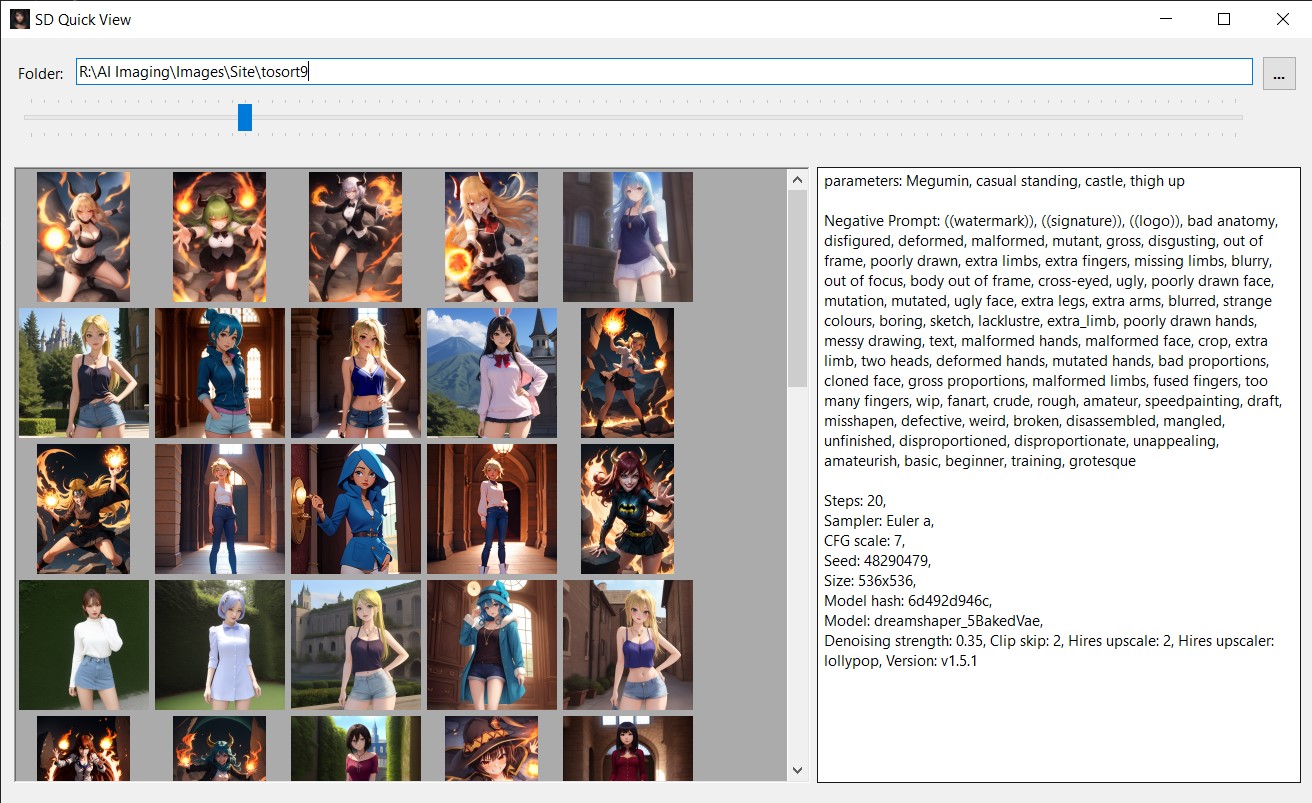 SD Quick View
Folder:
R:\AI Imaging\Images\Site\tosort9
...
parameters: Megumin, casual standing, castle, thigh up
Negative Prompt: ((watermark)), ((signature)), ((logo)), bad anatomy,
disfigured, deformed, malformed, mutant, gross, disgusting, out of
frame, poorly drawn, extra limbs, extra fingers, missing limbs, blurry,
out of focus, body out of frame, cross-eyed, ugly, poorly drawn face,
mutation, mutated, ugly face, extra legs, extra arms, blurred, strange
colours, boring, sketch, lacklustre, extra_limb, poorly drawn hands,
messy drawing, text, malformed hands, malformed face, crop, extra
limb, two heads, deformed hands, mutated hands, bad proportions,
cloned face, gross proportions, malformed limbs, fused fingers, too
many fingers, wip, fanart, crude, rough, amateur, speedpainting, draft,
misshapen, defective, weird, broken, disassembled, mangled,
unfinished, disproportioned, disproportionate, unappealing,
amateurish, basic, beginner, training, grotesque
Steps: 20,
Sampler: Euler a,
CFG scale: 7,
Seed: 48290479,
Size: 536x536,
Model hash: 6d492d946c,
Model: dreamshaper_5BakedVae,
Denoising strength: 0.35, Clip skip: 2, Hires upscale: 2, Hires upscaler:
lollypop, Version: v1.5.1